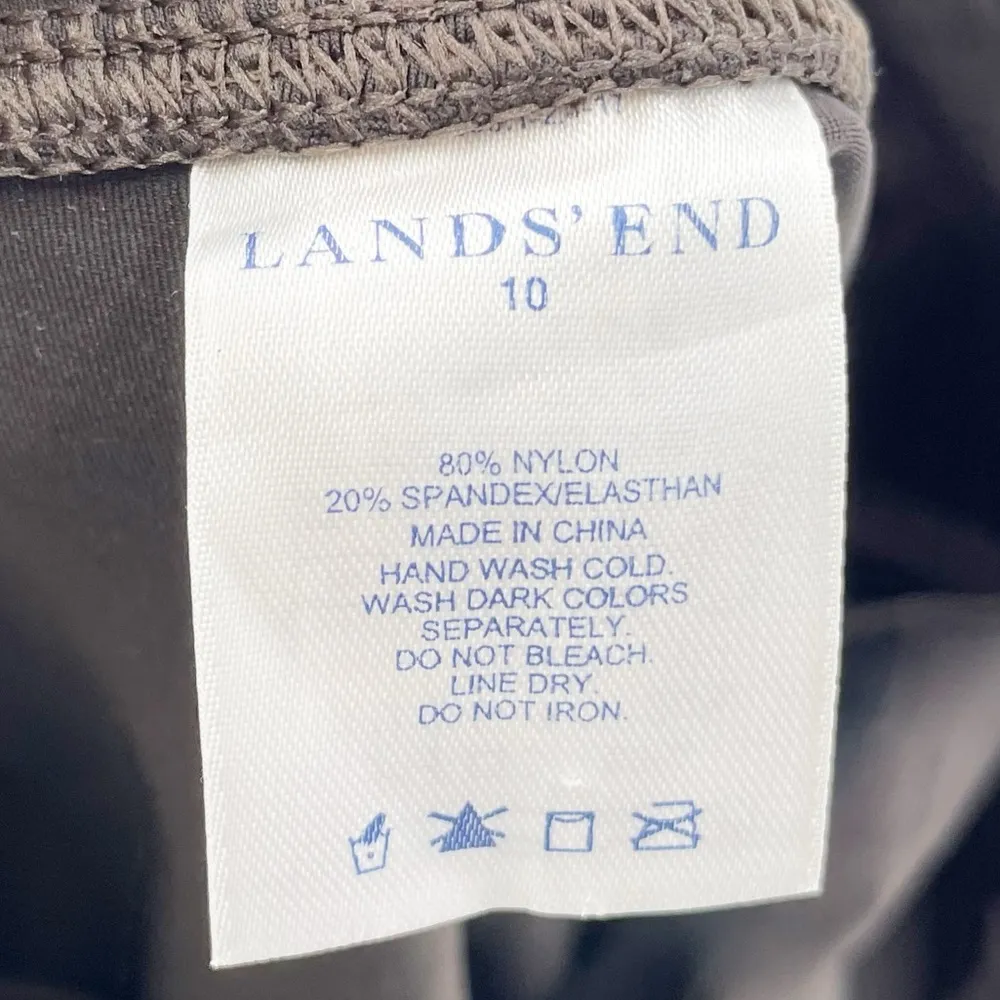 LANDS' END
10
80% NYLON
20% SPANDEX/ELASTHAN
MADE IN CHINA
HAND WASH COLD.
WASH DARK COLORS
SEPARATELY.
DO NOT BLEACH.
LINE DRY.
DO NOT IRON.